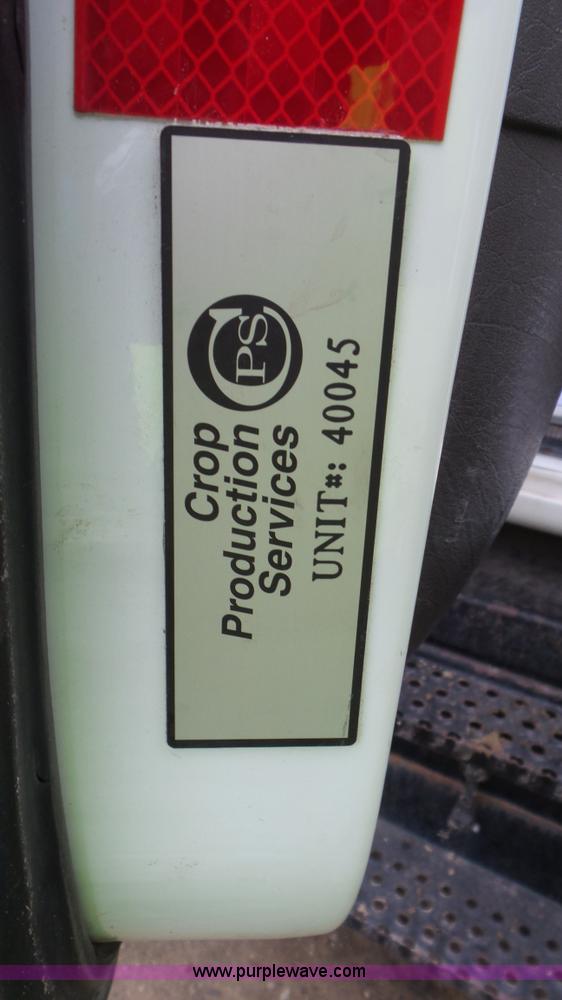 CPS
Crop
Production
Services
UNIT#: 40045
www.purplewave.com